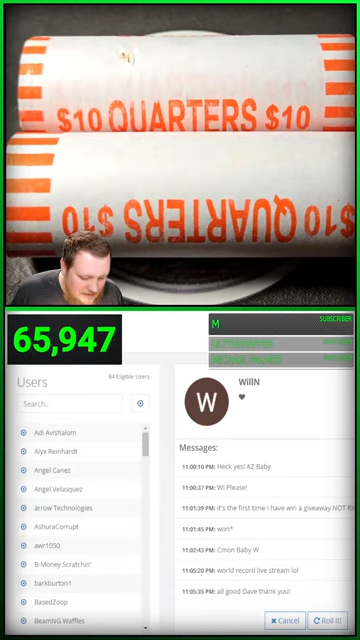 $10 QUARTERS $10
$10 QUARTERS $10
65,947
SUBSCRIBER
M
Users
84 Eligible Users
Search..
Adi Avishalom
Alyx Reinhardt
Angel Canez
Angel Velasquez
arrow Technologies
AshuraCorrupt
awr1050
B-Money Scratchin'
barkburton1
BasedZoop
BeamNG Waffles
W
WillN
Messages:
11:00:10 PM: Heck yes! AZ Baby
11:00:37 PM: WI Please!
11:01:39 PM: it's the first time i have win a giveaway NOT
11:01:45 PM: won*
11:02:43 PM: Cmon Baby W
11:05:20 PM: world record live stream lol
11:05:35 PM: all good Dave thank you!
Cancel
Roll It!